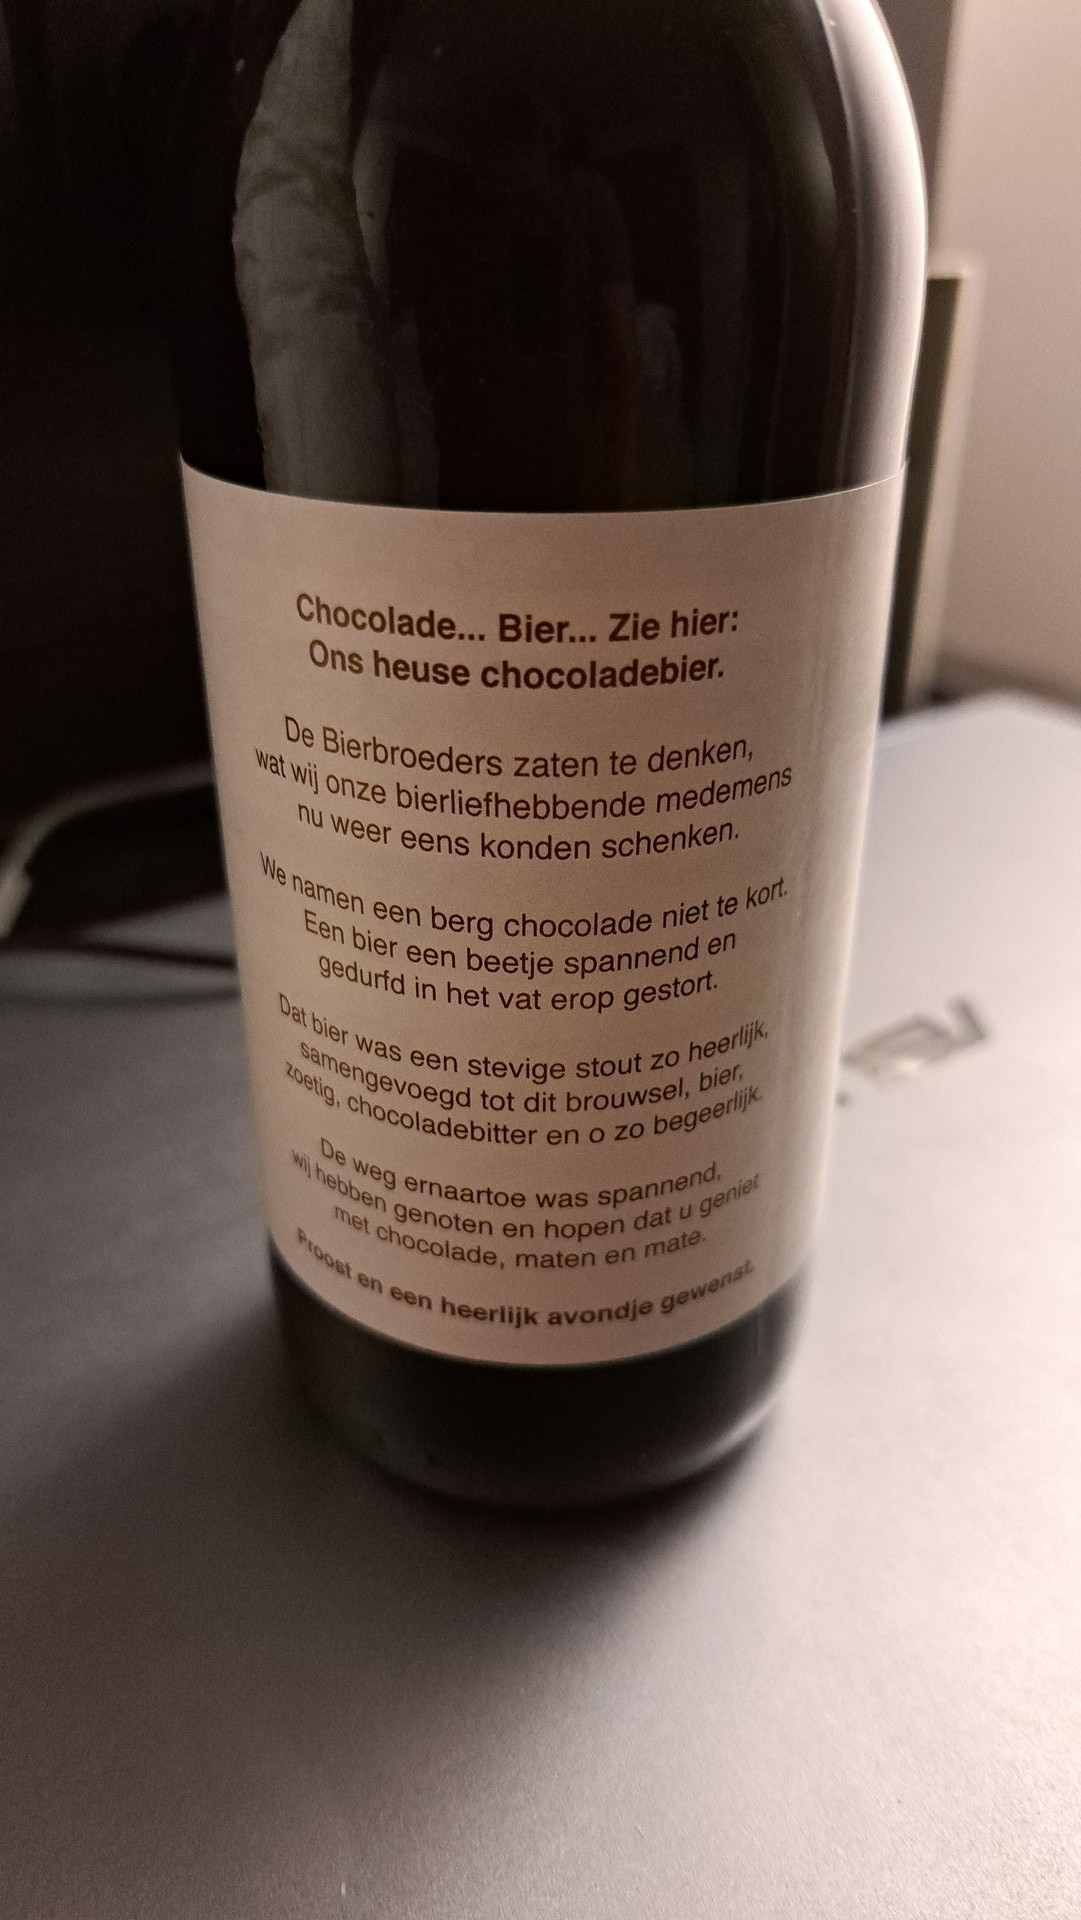 Chocolade... Bier... Zie hier:
Ons heuse chocoladebier.
De Bierbroeders zaten te denken,
wat wij onze bierliefhebbende medemens
nu weer eens konden schenken.
We namen een berg chocolade niet te kort.
Een bier een beetje spannend en
gedurfd in het vat erop gestort.
Dat bier was een stevige stout zo heerlijk,
samengevoegd tot dit brouwsel, bier,
zoetig, chocoladebitter en o zo begeerlijk.
De weg ernaartoe was spannend,
wij hebben genoten en hopen dat u geniet
met chocolade, maten en mate.
Proost en een heerlijk avondje gewenst.